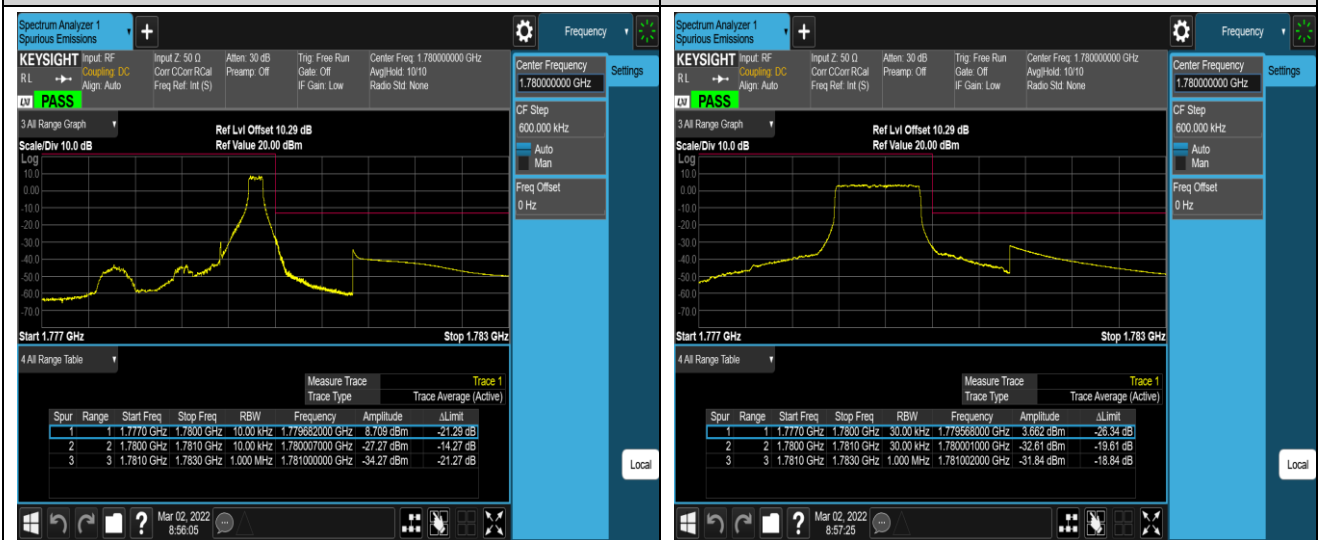 Spectrum Analyzer 1
Spurious Emissions
Frequency
KEYSIGHT Input: RF
Coupling: DC
Align: Auto
RL
Input Z: 50 Ω
Corr CCorr RCal
Freq Ref: Int (S)
Atten: 30 dB
Preamp: Off
Trig: Free Run
Gate: Off
IF Gain: Low
Center Freq: 1.780000000 GHz
Avg|Hold: 10/10
Radio Std: None
LXI PASS
Center Frequency
1.780000000 GHz
Settings
CF Step
600.000 kHz
Auto
Man
Freq Offset
0 Hz
3 All Range Graph
Ref Lvl Offset 10.29 dB
Scale/Div 10.0 dB Ref Value 20.00 dBm
Log
10.0
0.00
-10.0
-20.0
-30.0
-40.0
-50.0
-60.0
-70.0
Start 1.777 GHz Stop 1.783 GHz
4 All Range Table
Measure Trace Trace 1
Trace Type Trace Average (Active)
Spur Range Start Freq Stop Freq RBW Frequency Amplitude ΔLimit
1 1 1.7770 GHz 1.7800 GHz 10.00 kHz 1.779682000 GHz 8.709 dBm -21.29 dB
2 2 1.7800 GHz 1.7810 GHz 10.00 kHz 1.780007000 GHz -27.27 dBm -14.27 dB
3 3 1.7810 GHz 1.7830 GHz 1.000 MHz 1.781000000 GHz -34.27 dBm -21.27 dB
Local
?
Mar 02, 2022
8:56:05
Spectrum Analyzer 1
Spurious Emissions
Frequency
KEYSIGHT Input: RF
Coupling: DC
Align: Auto
RL
Input Z: 50 Ω
Corr CCorr RCal
Freq Ref: Int (S)
Atten: 30 dB
Preamp: Off
Trig: Free Run
Gate: Off
IF Gain: Low
Center Freq: 1.780000000 GHz
Avg|Hold: 10/10
Radio Std: None
LXI PASS
Center Frequency
1.780000000 GHz
Settings
CF Step
600.000 kHz
Auto
Man
Freq Offset
0 Hz
3 All Range Graph
Ref Lvl Offset 10.29 dB
Scale/Div 10.0 dB Ref Value 20.00 dBm
Log
10.0
0.00
-10.0
-20.0
-30.0
-40.0
-50.0
-60.0
-70.0
Start 1.777 GHz Stop 1.783 GHz
4 All Range Table
Measure Trace Trace 1
Trace Type Trace Average (Active)
Spur Range Start Freq Stop Freq RBW Frequency Amplitude ΔLimit
1 1 1.7770 GHz 1.7800 GHz 30.00 kHz 1.779568000 GHz 3.662 dBm -26.34 dB
2 2 1.7800 GHz 1.7810 GHz 30.00 kHz 1.780001000 GHz -32.61 dBm -19.61 dB
3 3 1.7810 GHz 1.7830 GHz 1.000 MHz 1.781002000 GHz -31.84 dBm -18.84 dB
Local
?
Mar 02, 2022
8:57:25